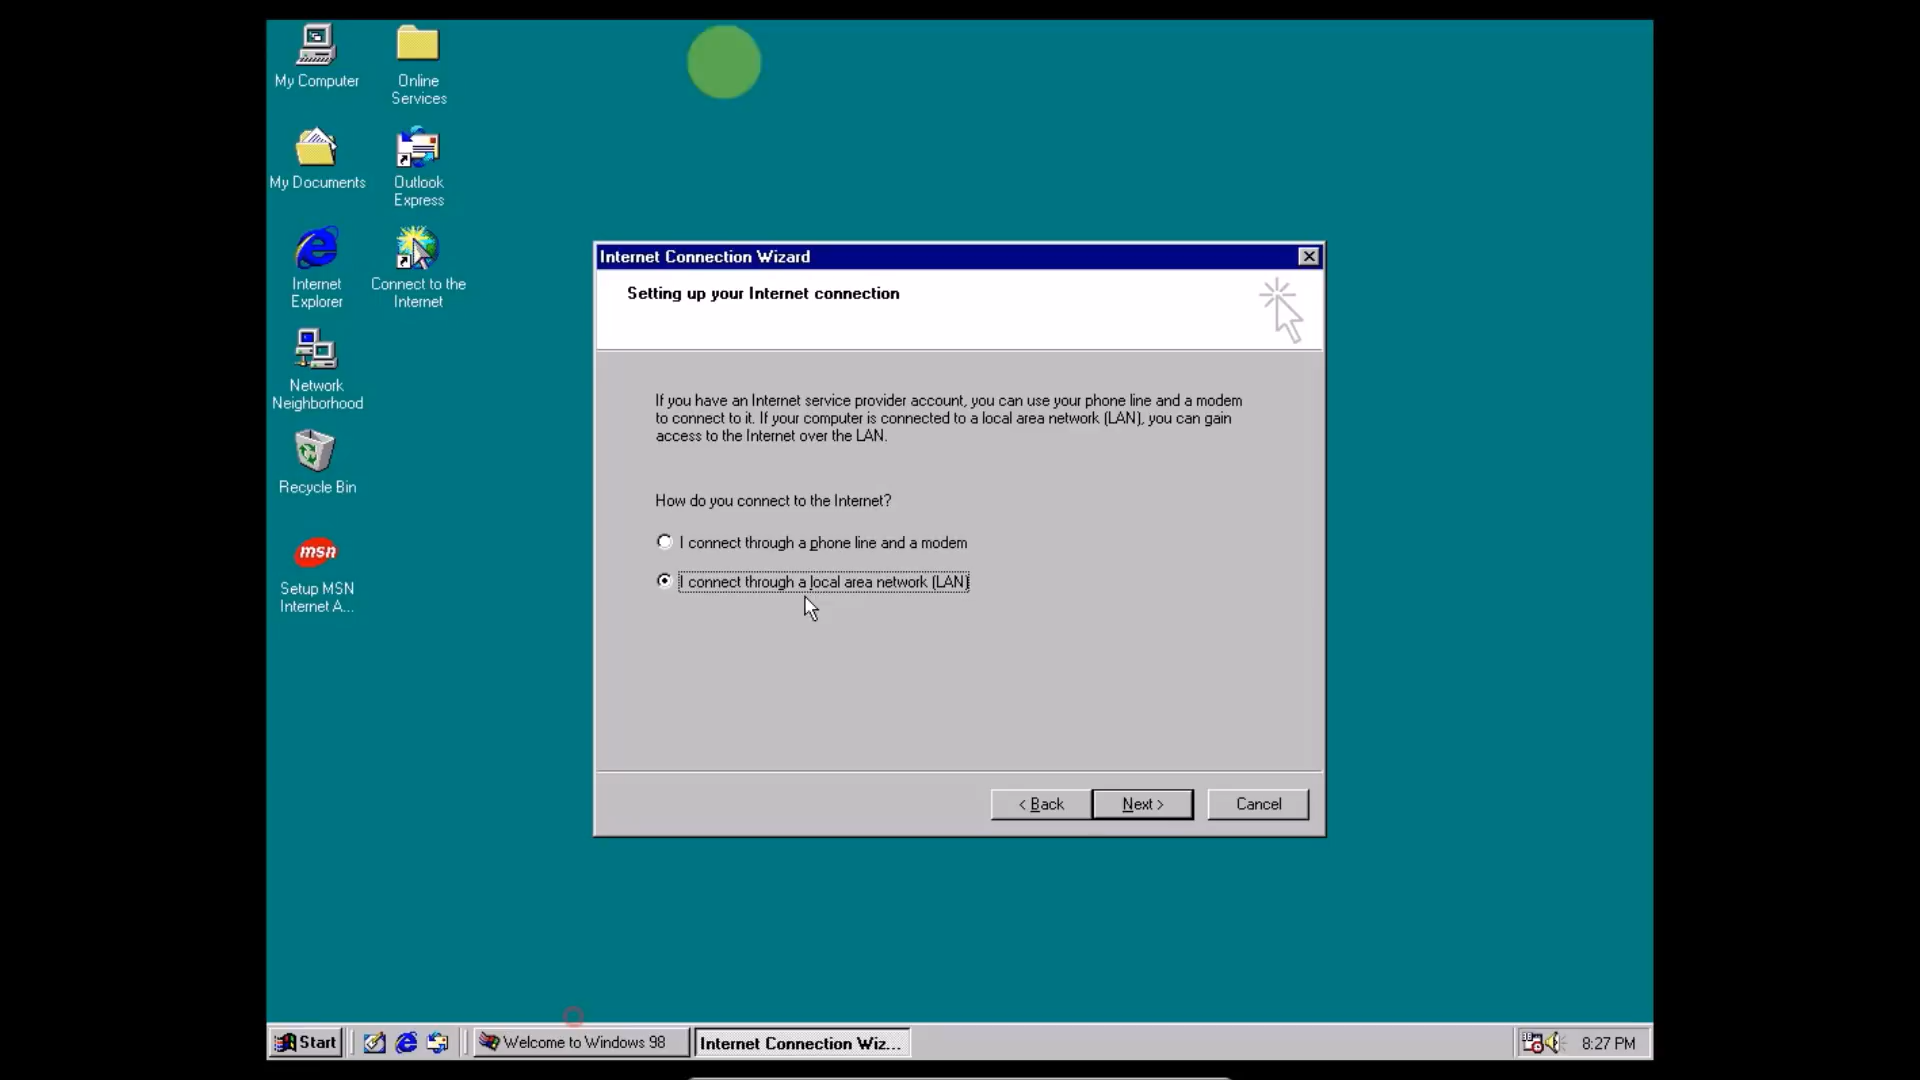 My Computer
Online
Services
My Documents
Outlook
Express
Internet
Explorer
Connect to the
Internet
Network
Neighborhood
Recycle Bin
msn
Setup MSN
Internet A...
Internet Connection Wizard
Setting up your Internet connection
If you have an Internet service provider account, you can use your phone line and a modem
to connect to it. If your computer is connected to a local area network (LAN), you can gain
access to the Internet over the LAN.
How do you connect to the Internet?
I connect through a phone line and a modem
I connect through a local area network (LAN)
< Back
Next >
Cancel
Start
Welcome to Windows 98
Internet Connection Wiz...
8:27 PM